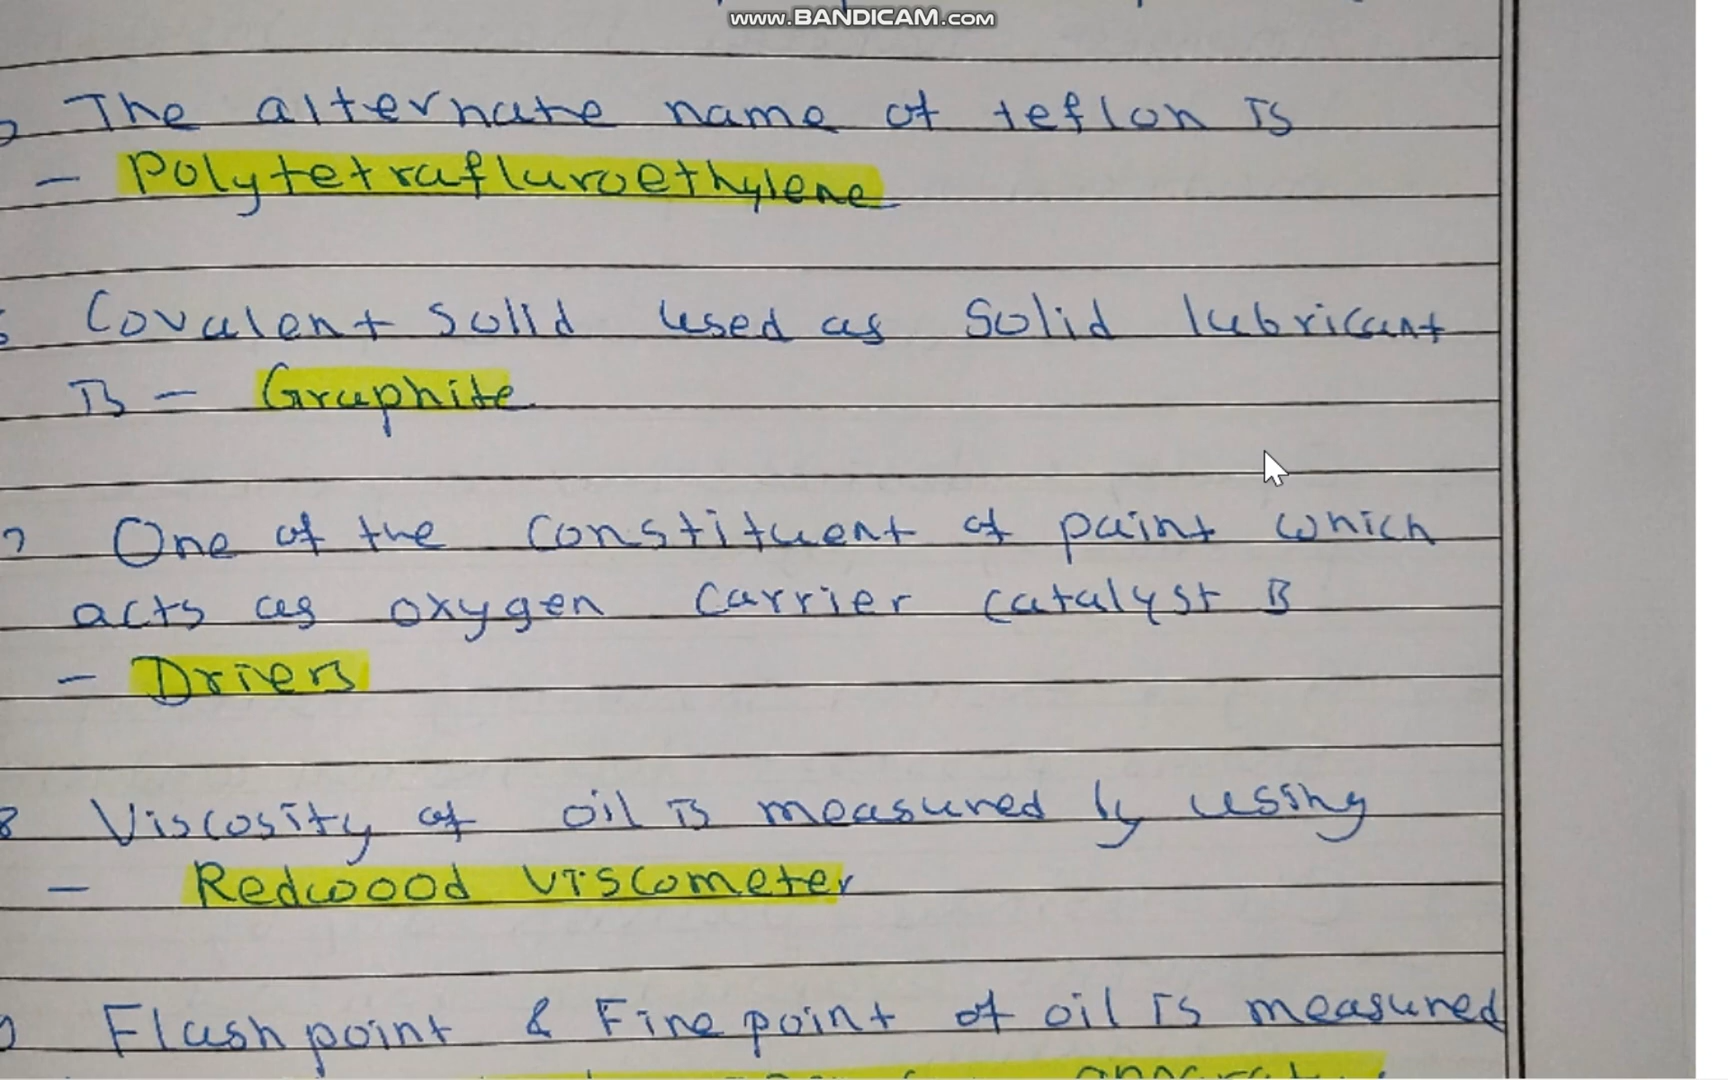 www.BANDICAM.com
The alternate name of teflon is
- Polytetrafluroethylene
Covalent solid used as solid lubricant
is - Graphite
One of the constituent of paint which
acts as oxygen carrier catalyst is
- Driers
8 Viscosity of oil is measured by using
- Redwood viscometer
Flash point & Fire point of oil is measured